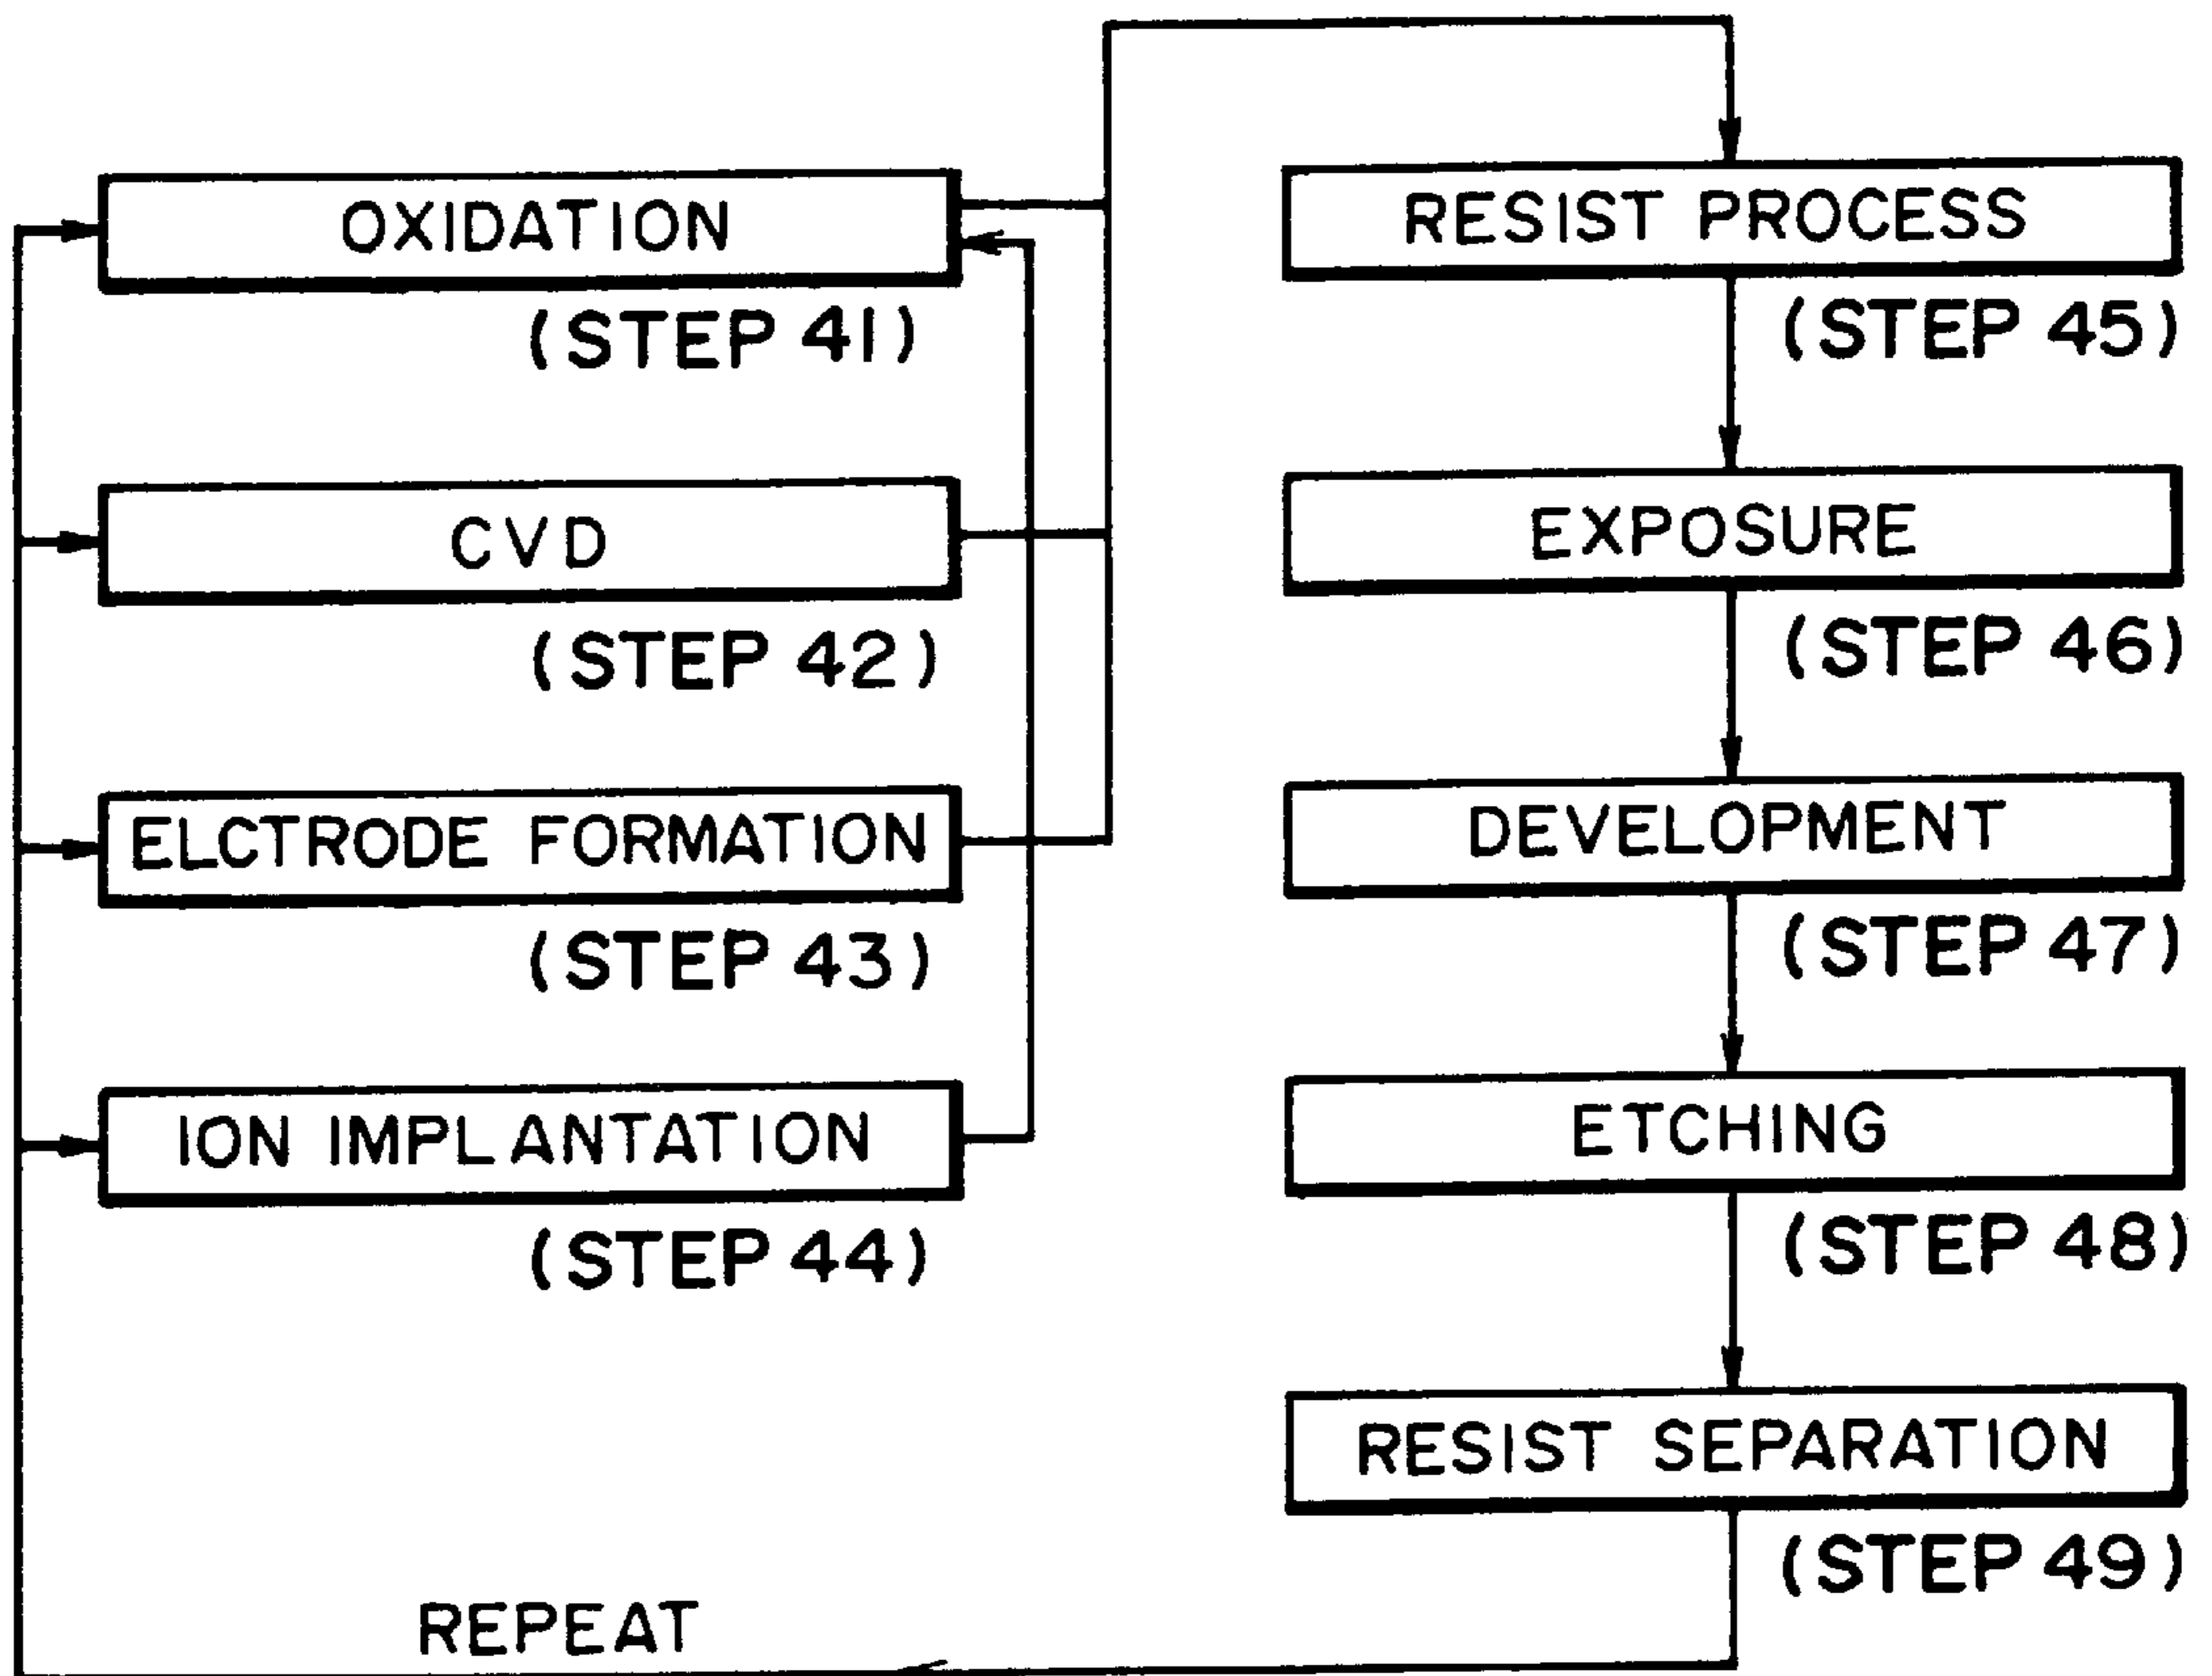 OXIDATION
(STEP 41)
CVD
(STEP 42)
ELCTRODE FORMATION
(STEP 43)
ION IMPLANTATION
(STEP 44)
RESIST PROCESS
(STEP 45)
EXPOSURE
(STEP 46)
DEVELOPMENT
(STEP 47)
ETCHING
(STEP 48)
RESIST SEPARATION
(STEP 49)
REPEAT